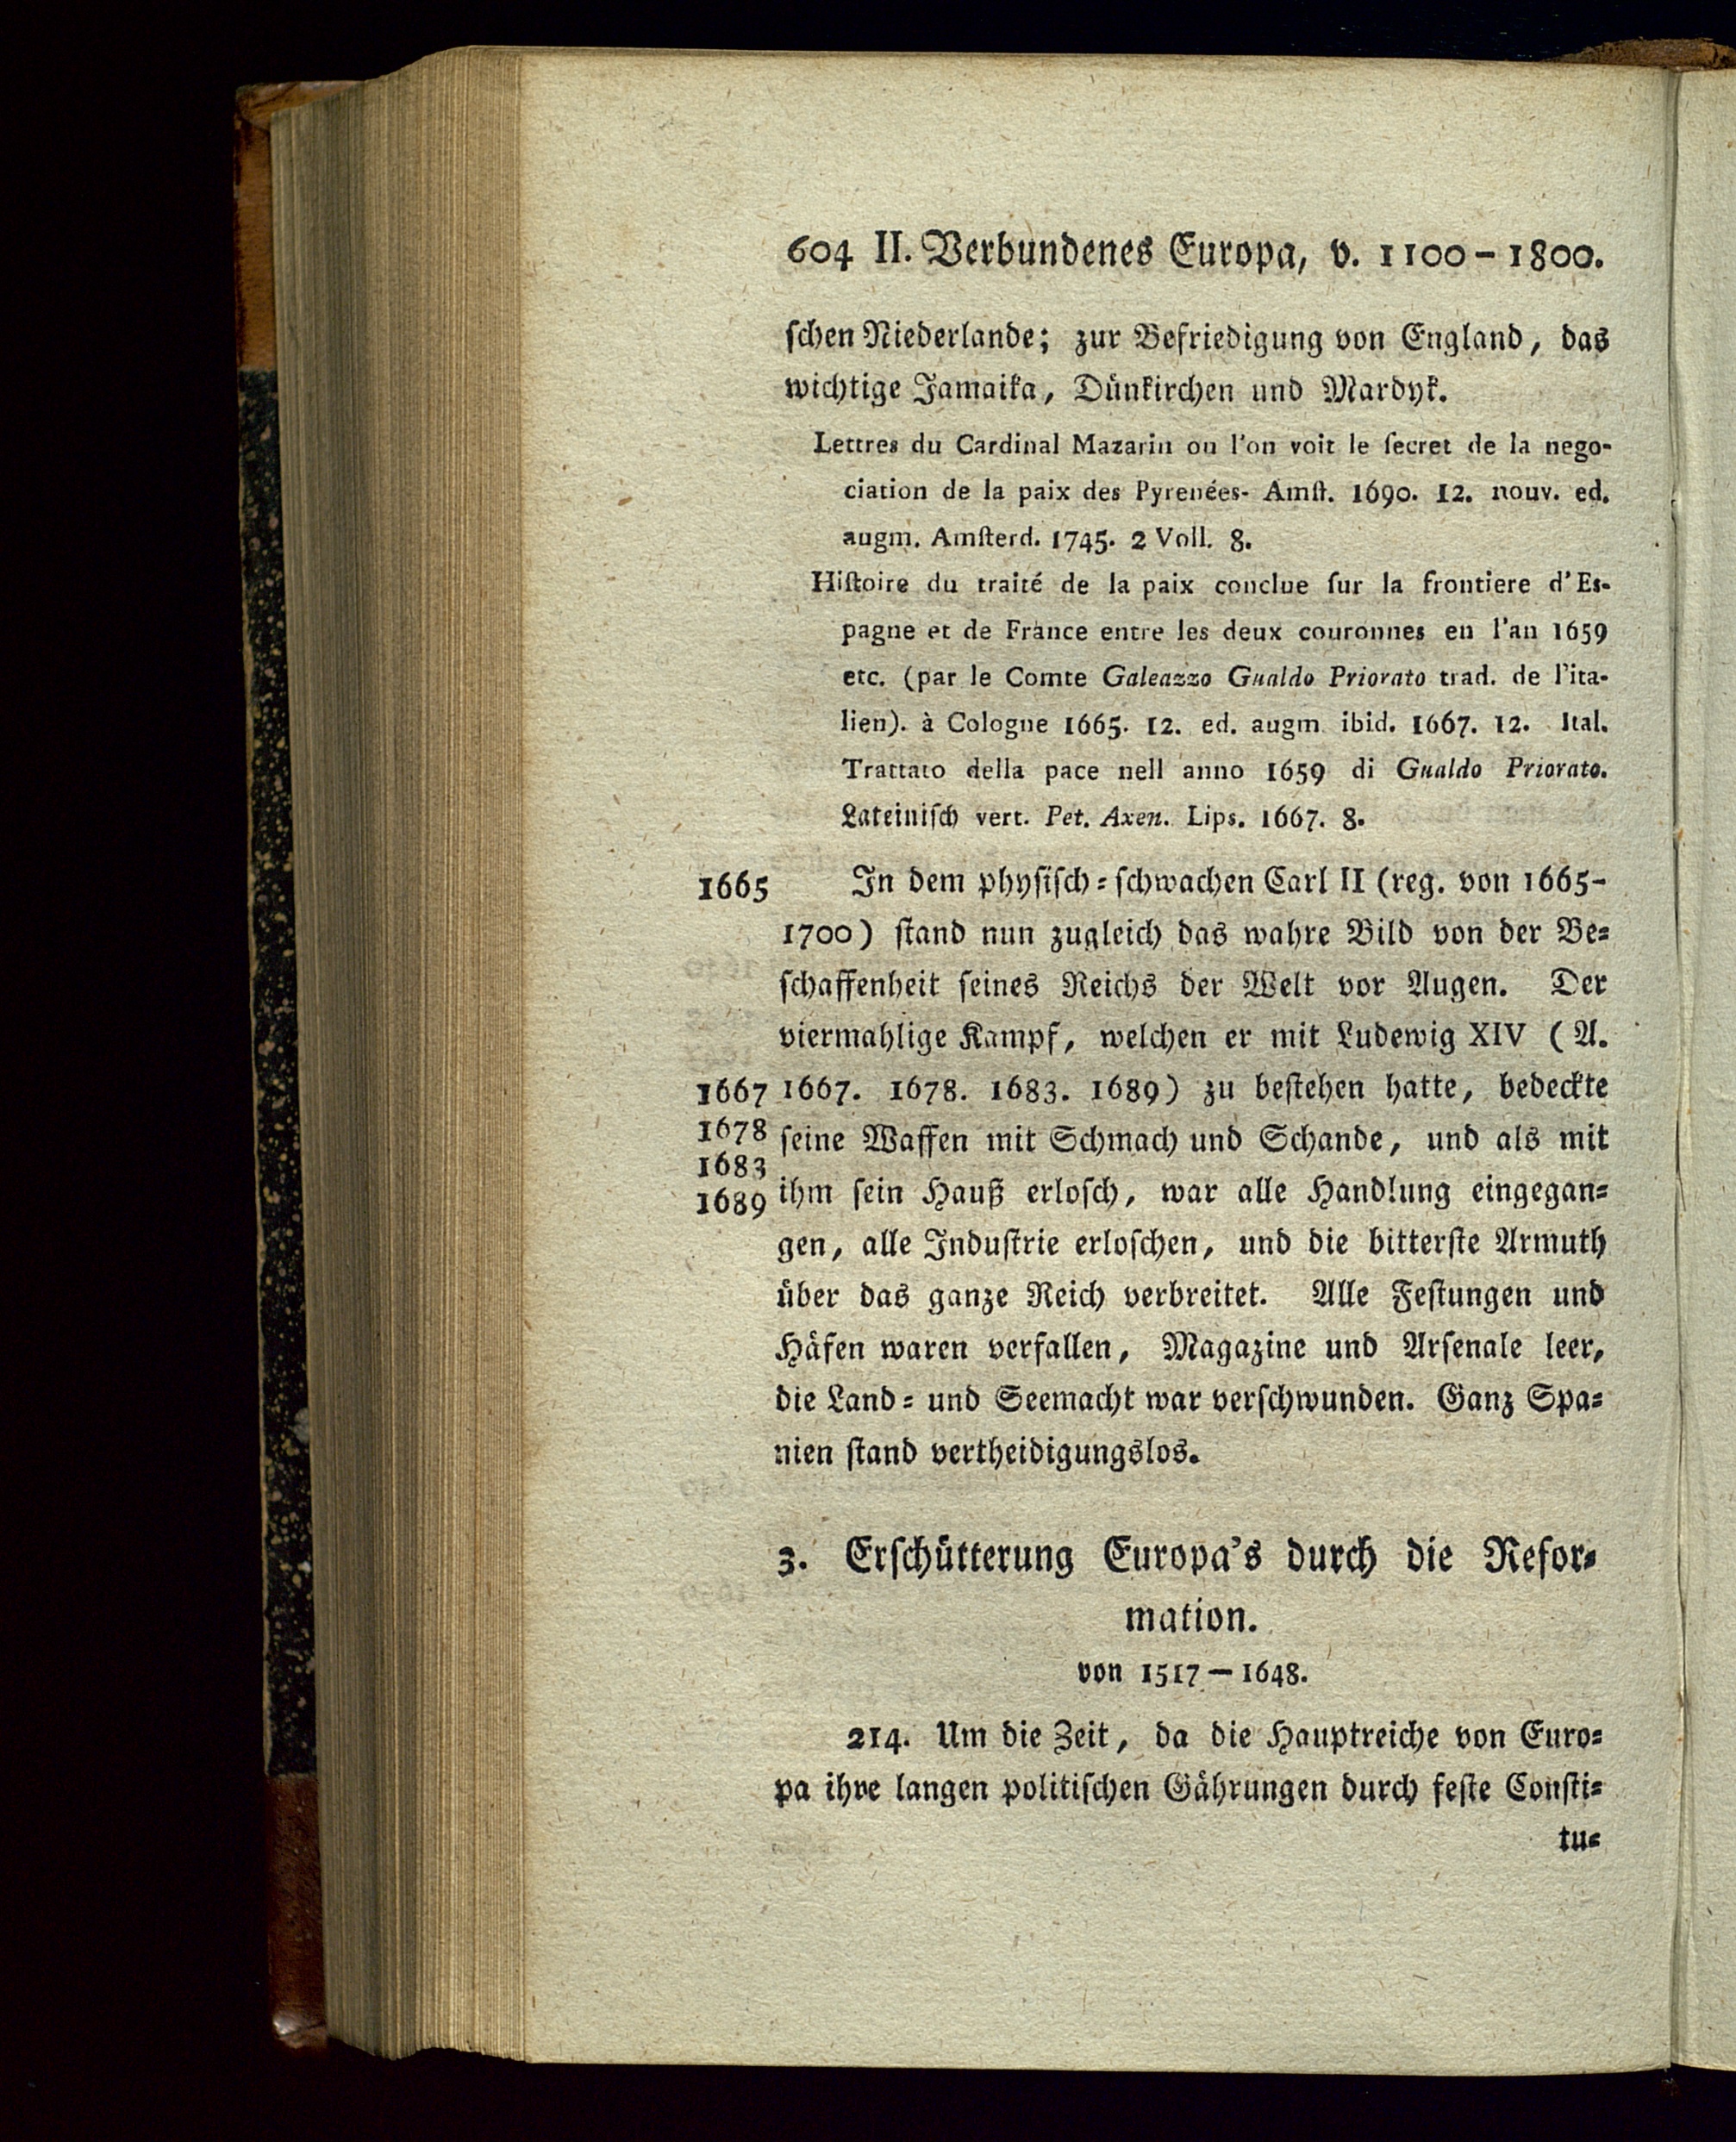 604 II. Verbundenes Europa, v. 1100-1800.
schen Niederlande; zur Befriedigung von England, das
wichtige Jamaika, Dünkirchen und Mardyk.
Lettres du Cardinal Mazarin ou l'on voit le ſecret de la nego-
ciation de la paix des Pyrenées- Amſt. 1690. 12. nouv. ed.
augm. Amſterd. 1745. 2 Voll. 8.
Hiſtoire du traité de la paix conclue ſur la frontiere d'Es-
pagne et de France entre les deux couronnes en l'an 1659
etc. (par le Comte Galeazzo Gualdo Priorato trad. de l'ita-
lien). à Cologne 1665. 12. ed. augm ibid. 1667. 12. Ital.
Trattato della pace nell anno 1659 di Gualdo Priorato.
Lateiniſch vert. Pet. Axen. Lips. 1667. 8.
1665 In dem phyſiſch-ſchwachen Carl II (reg. von 1665-
1700) ſtand nun zugleich das wahre Bild von der Be-
ſchaffenheit ſeines Reichs der Welt vor Augen. Der
viermahlige Kampf, welchen er mit Ludewig XIV (A.
1667 1667. 1678. 1683. 1689) zu beſtehen hatte, bedeckte
1678 ſeine Waffen mit Schmach und Schande, und als mit
1683
1689 ihm ſein Hauß erloſch, war alle Handlung eingegan-
gen, alle Induſtrie erloſchen, und die bitterſte Armuth
über das ganze Reich verbreitet. Alle Feſtungen und
Häfen waren verfallen, Magazine und Arſenale leer,
die Land- und Seemacht war verſchwunden. Ganz Spa-
nien ſtand vertheidigungslos.
3. Erſchütterung Europa's durch die Refor-
mation.
von 1517 — 1648.
214. Um die Zeit, da die Hauptreiche von Euro-
pa ihre langen politiſchen Gährungen durch feſte Conſti-
tu-